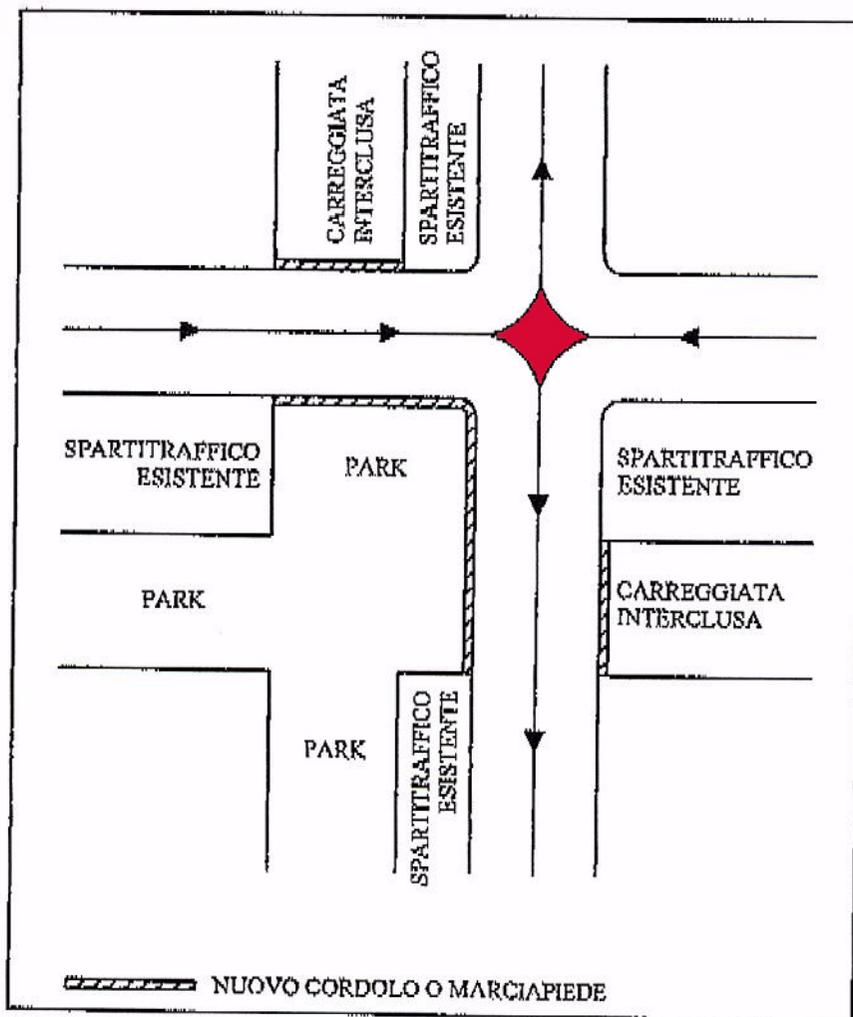 CARREGGIATA
INTERCLUSA
SPARTITRAFFICO
ESISTENTE
SPARTITRAFFICO
ESISTENTE
PARK
SPARTITRAFFICO
ESISTENTE
PARK
CARREGGIATA
INTERCLUSA
PARK
SPARTITRAFFICO
ESISTENTE
NUOVO CORDOLO O MARCIAPIEDE